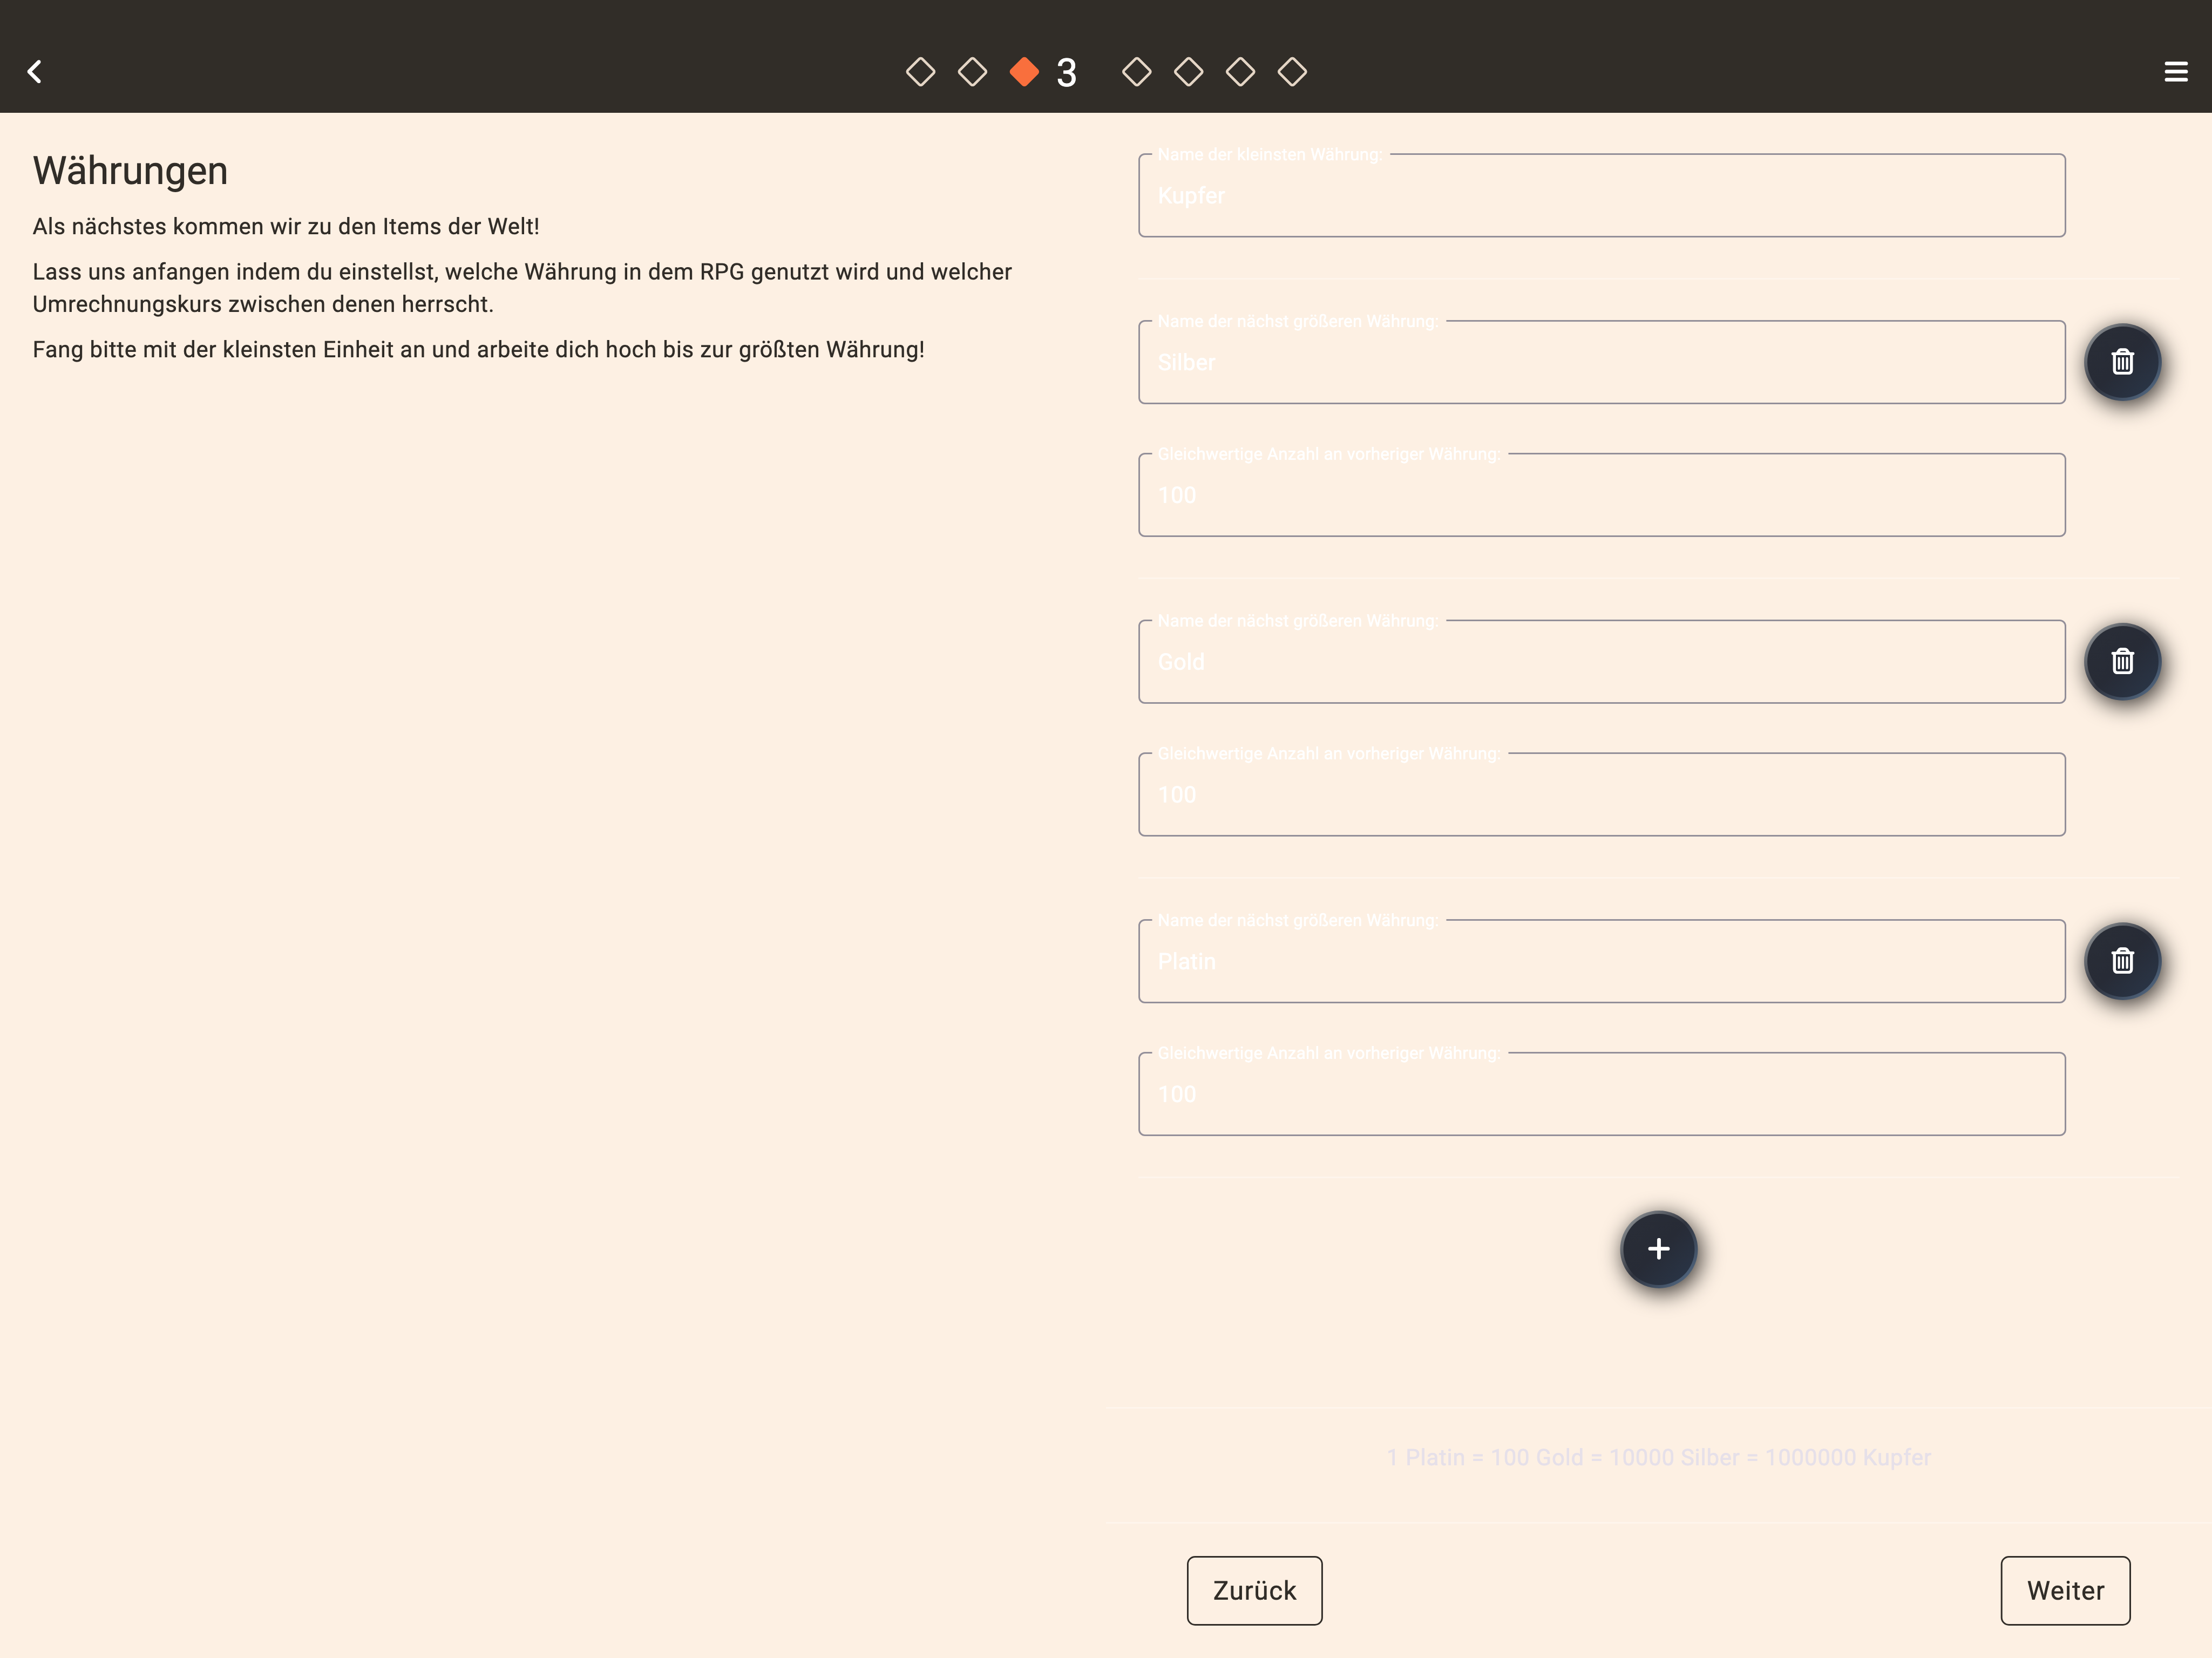 3
Währungen
Als nächstes kommen wir zu den Items der Welt!
Lass uns anfangen indem du einstellst, welche Währung in dem RPG genutzt wird und welcher
Umrechnungskurs zwischen denen herrscht.
Fang bitte mit der kleinsten Einheit an und arbeite dich hoch bis zur größten Währung!
Name der kleinsten Währung:
Kupfer
Name der nächst größeren Währung:
Silber
Gleichwertige Anzahl an vorheriger Währung:
100
Name der nächst größeren Währung:
Gold
Gleichwertige Anzahl an vorheriger Währung:
100
Name der nächst größeren Währung:
Platin
Gleichwertige Anzahl an vorheriger Währung:
100
1 Platin = 100 Gold = 10000 Silber = 1000000 Kupfer
Zurück
Weiter